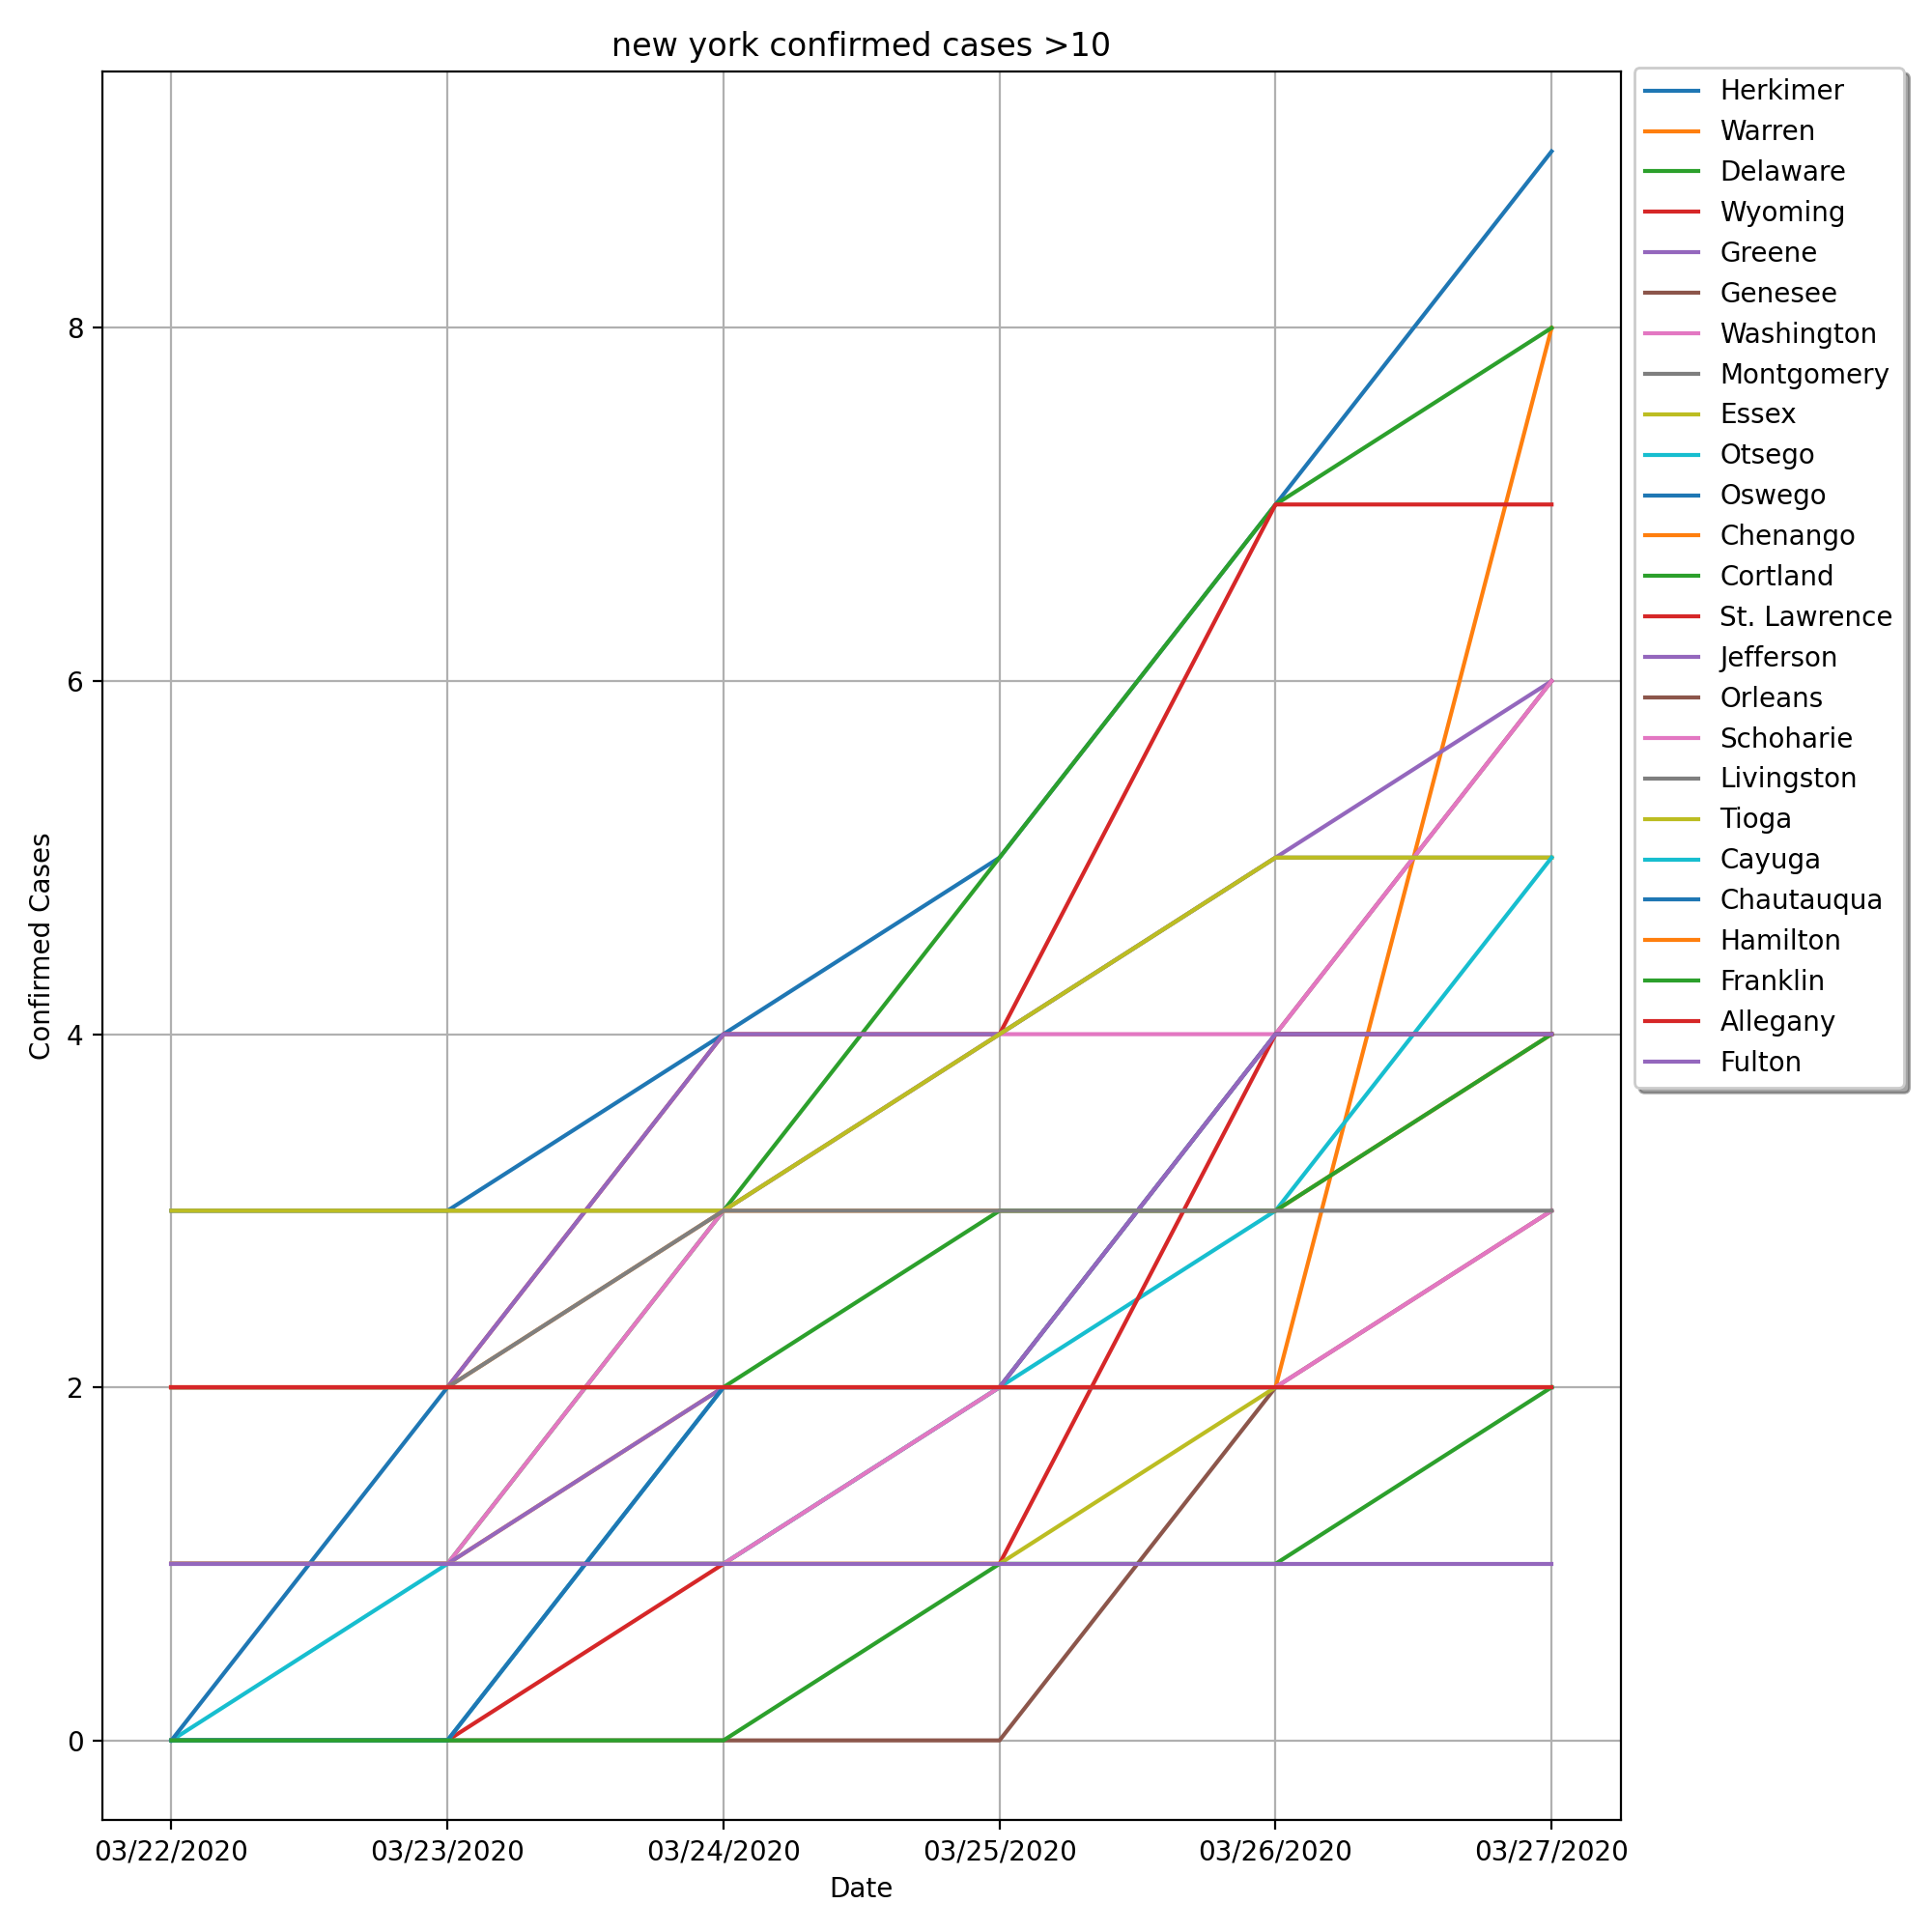 new york confirmed cases >10
Confirmed Cases
8
6
4
2
0
03/22/2020 03/23/2020 03/24/2020 03/25/2020 03/26/2020 03/27/2020
Date
Herkimer
Warren
Delaware
Wyoming
Greene
Genesee
Washington
Montgomery
Essex
Otsego
Oswego
Chenango
Cortland
St. Lawrence
Jefferson
Orleans
Schoharie
Livingston
Tioga
Cayuga
Chautauqua
Hamilton
Franklin
Allegany
Fulton